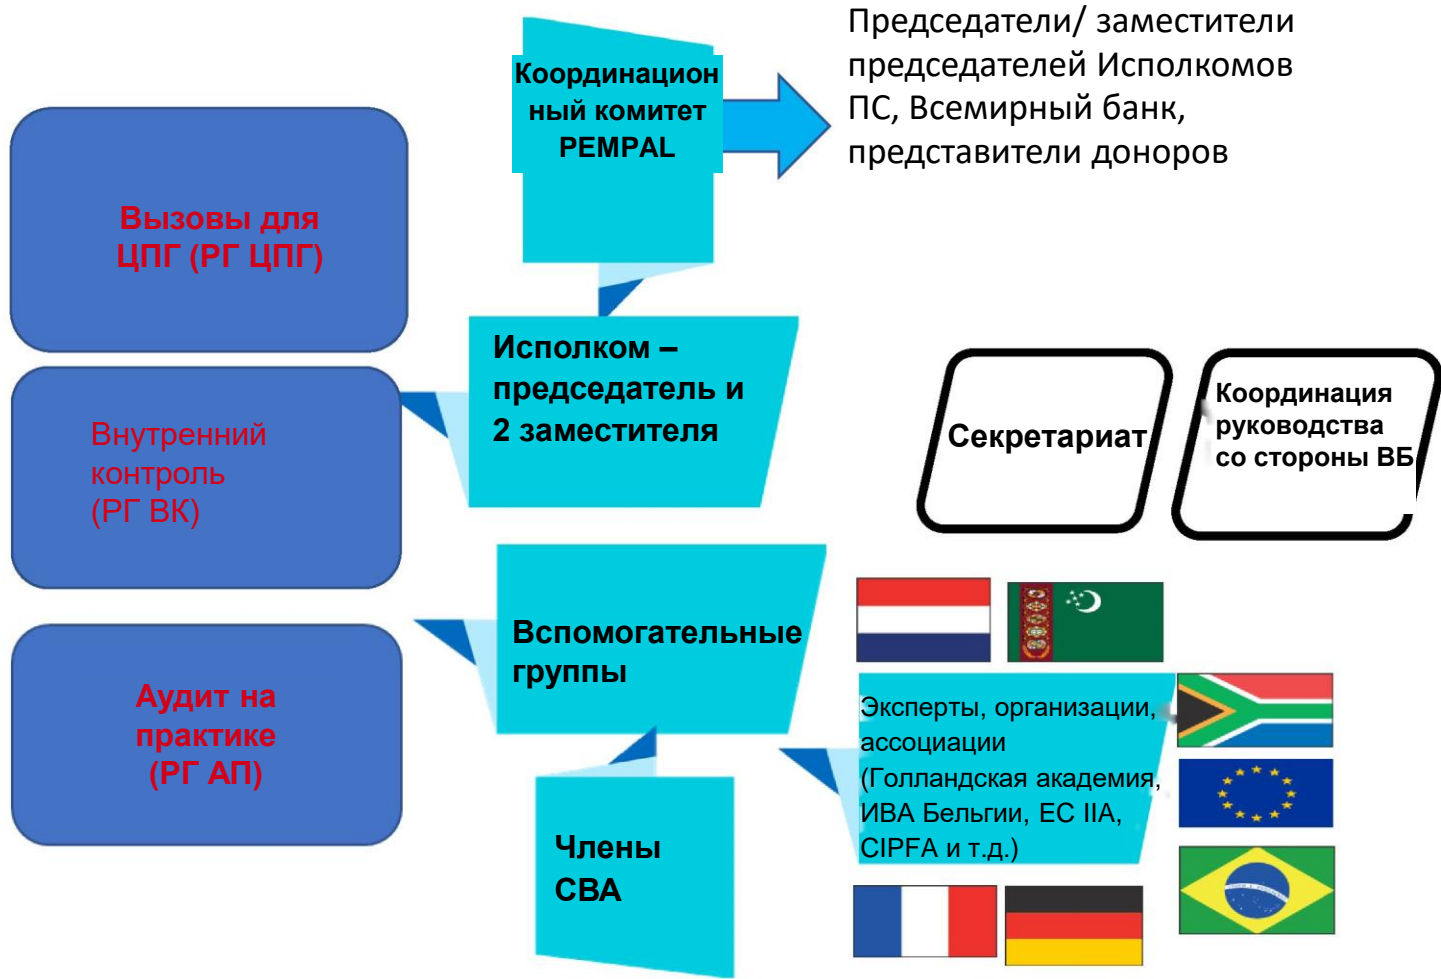 Председатели/ заместители
председателей Исполкомов
ПС, Всемирный банк,
представители доноров
Координацион
ный комитет
PEMPAL
Вызовы для
ЦПГ (РГ ЦПГ)
Исполком –
председатель и
2 заместителя
Внутренний
контроль
(РГ ВК)
Секретариат
Координация
руководства
со стороны ВБ
Вспомогательные
группы
Аудит на
практике
(РГ АП)
Эксперты, организации,
ассоциации
(Голландская академия,
ИВА Бельгии, ЕС IIA,
CIPFA и т.д.)
Члены
СВА